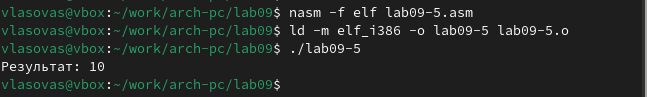 vlasovas@vbox:~/work/arch-pc/lab09$ nasm -f elf lab09-5.asm
vlasovas@vbox:~/work/arch-pc/lab09$ ld -m elf_i386 -o lab09-5 lab09-5.o
vlasovas@vbox:~/work/arch-pc/lab09$ ./lab09-5
Результат: 10
vlasovas@vbox:~/work/arch-pc/lab09$